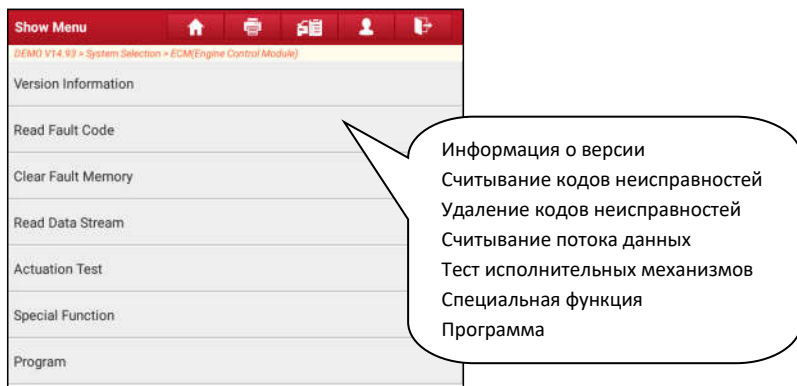 Show Menu
DEMO V14.93 > System Selection > ECM(Engine Control Module)
Version Information
Read Fault Code
Clear Fault Memory
Read Data Stream
Actuation Test
Special Function
Program
Информация о версии
Считывание кодов неисправностей
Удаление кодов неисправностей
Считывание потока данных
Тест исполнительных механизмов
Специальная функция
Программа